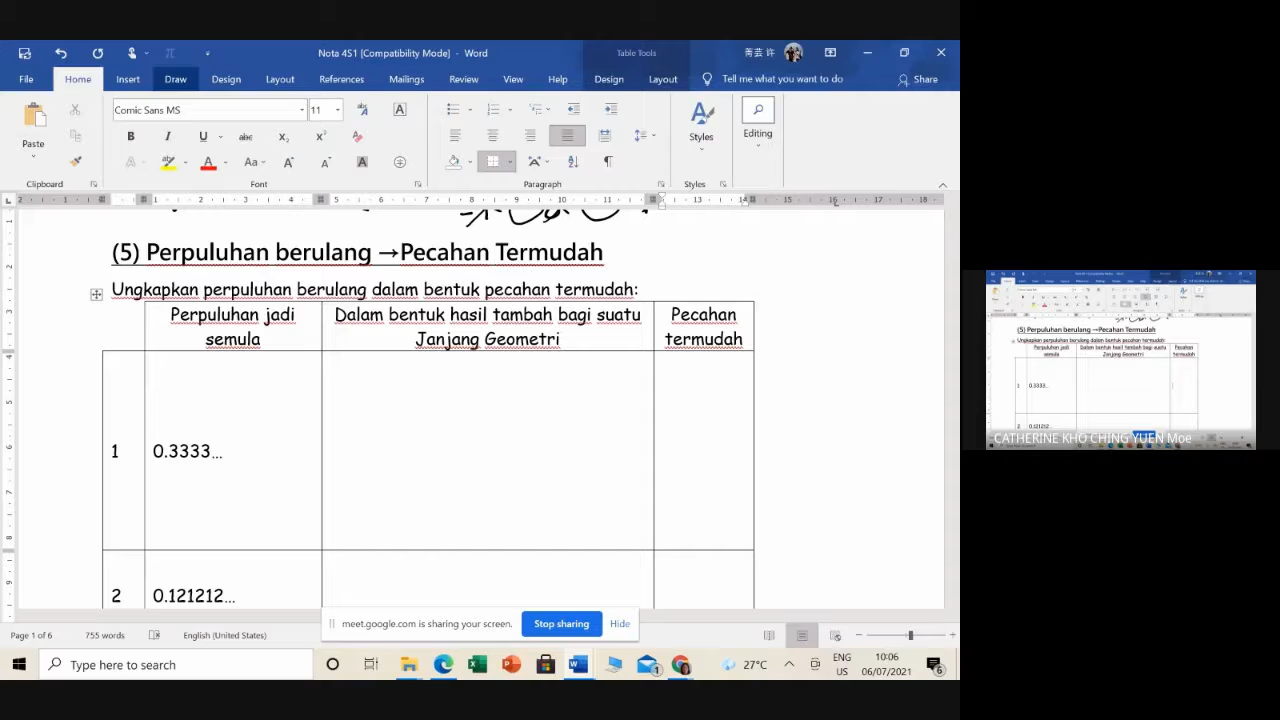 Nota 4S1 [Compatibility Mode] - Word
Table Tools
File
Home
Insert
Draw
Design
Layout
References
Mailings
Review
View
Help
Design
Layout
Tell me what you want to do
Share
Comic Sans MS
11
Paste
Styles
Editing
Clipboard
Font
Paragraph
Styles
(5) Perpuluhan berulang →Pecahan Termudah
Ungkapkan perpuluhan berulang dalam bentuk pecahan termudah:
Perpuluhan jadi semula
Dalam bentuk hasil tambah bagi suatu Janjang Geometri
Pecahan termudah
1
0.3333...
2
0.121212...
meet.google.com is sharing your screen.
Stop sharing
Hide
Page 1 of 6
755 words
English (United States)
Type here to search
27°C
ENG
US
10:06
06/07/2021
6
CATHERINE KHO CHING YUEN Moe